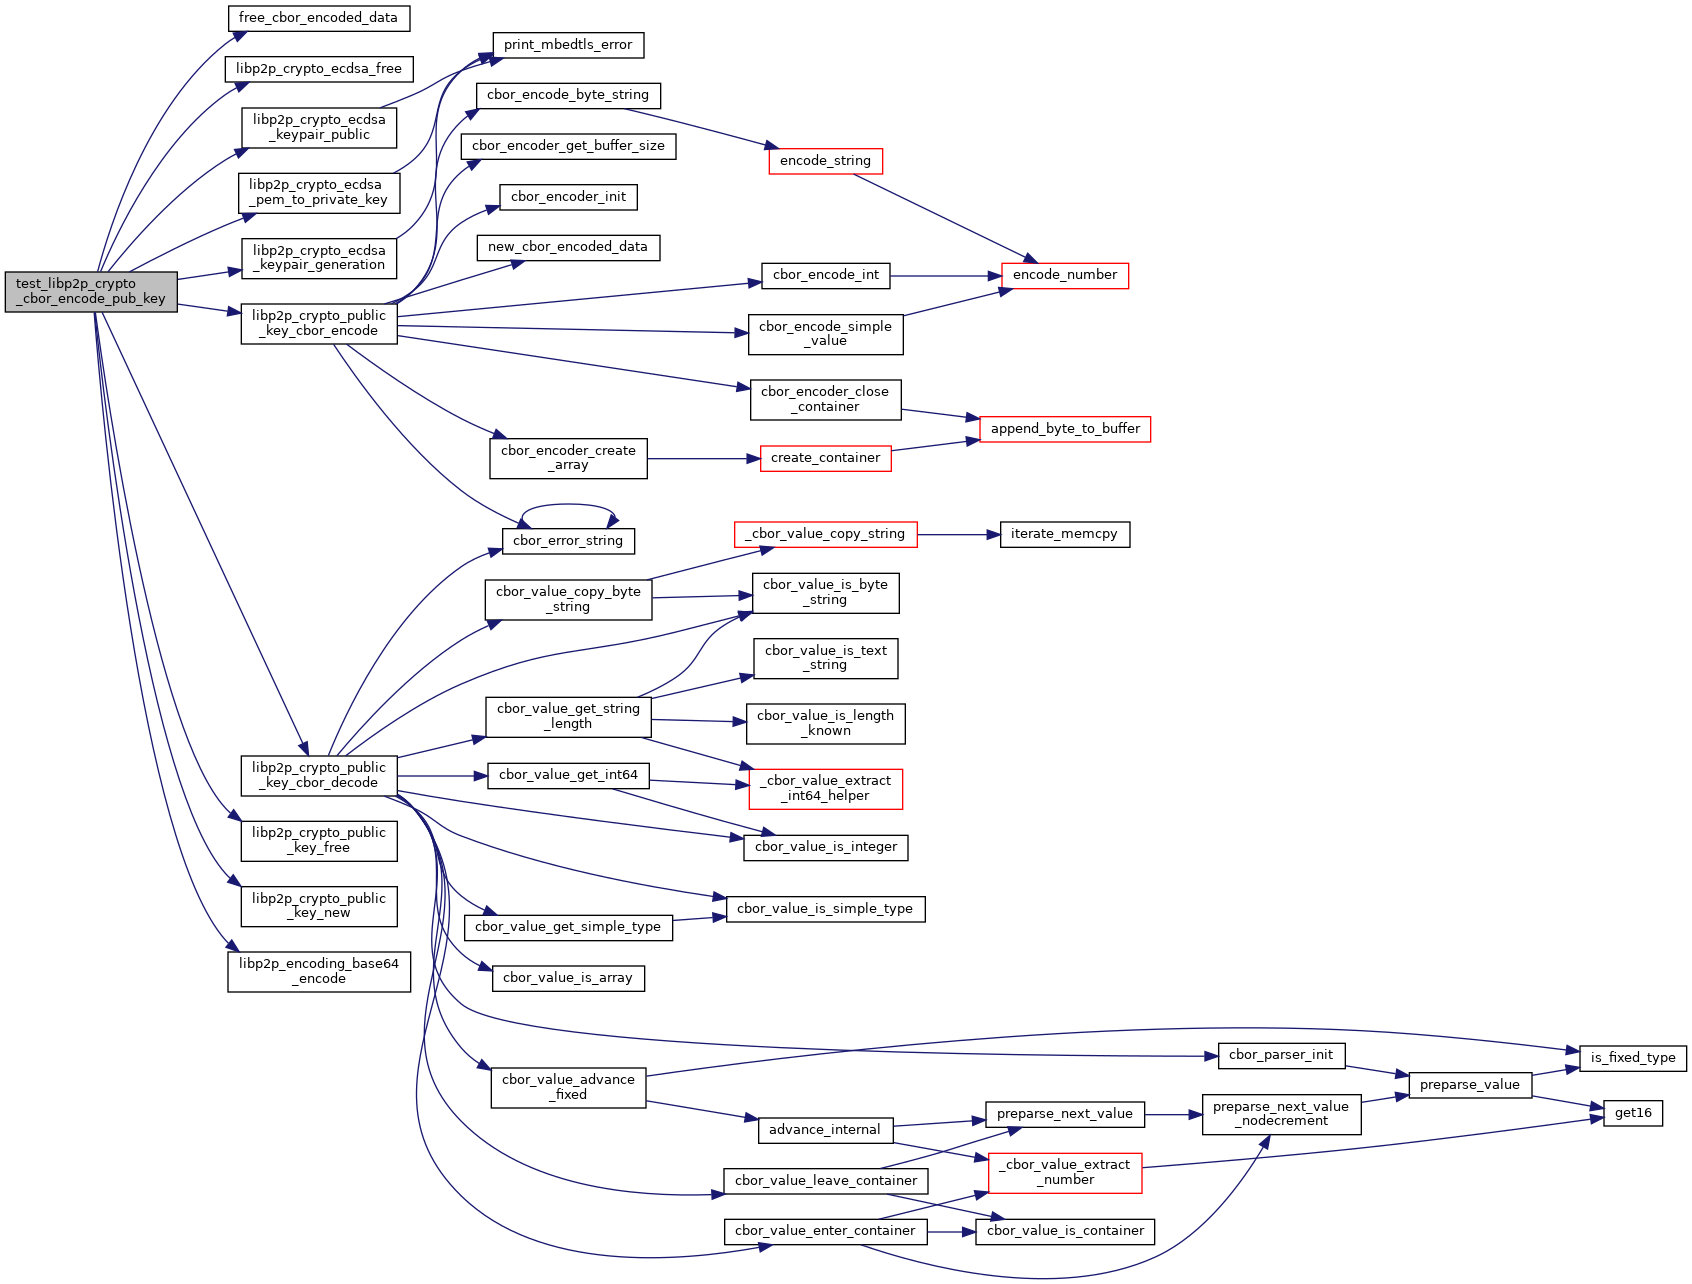 free_cbor_encoded_data
libp2p_crypto_ecdsa_free
libp2p_crypto_ecdsa
_keypair_public
libp2p_crypto_ecdsa
_pem_to_private_key
libp2p_crypto_ecdsa
_keypair_generation
test_libp2p_crypto
_cbor_encode_pub_key
libp2p_crypto_public
_key_cbor_encode
libp2p_crypto_public
_key_cbor_decode
libp2p_crypto_public
_key_free
libp2p_crypto_public
_key_new
libp2p_encoding_base64
_encode
print_mbedtls_error
cbor_encode_byte_string
cbor_encoder_get_buffer_size
cbor_encoder_init
new_cbor_encoded_data
cbor_encoder_create
_array
cbor_error_string
cbor_value_copy_byte
_string
cbor_value_get_string
_length
cbor_value_get_int64
cbor_value_get_simple_type
cbor_value_is_array
cbor_value_advance
_fixed
encode_string
cbor_encode_int
cbor_encode_simple
_value
cbor_encoder_close
_container
create_container
_cbor_value_copy_string
cbor_value_is_byte
_string
cbor_value_is_text
_string
cbor_value_is_length
_known
_cbor_value_extract
_int64_helper
cbor_value_is_integer
cbor_value_is_simple_type
advance_internal
cbor_value_leave_container
cbor_value_enter_container
encode_number
append_byte_to_buffer
iterate_memcpy
preparse_next_value
_cbor_value_extract
_number
cbor_value_is_container
cbor_parser_init
preparse_next_value
_nodecrement
preparse_value
is_fixed_type
get16